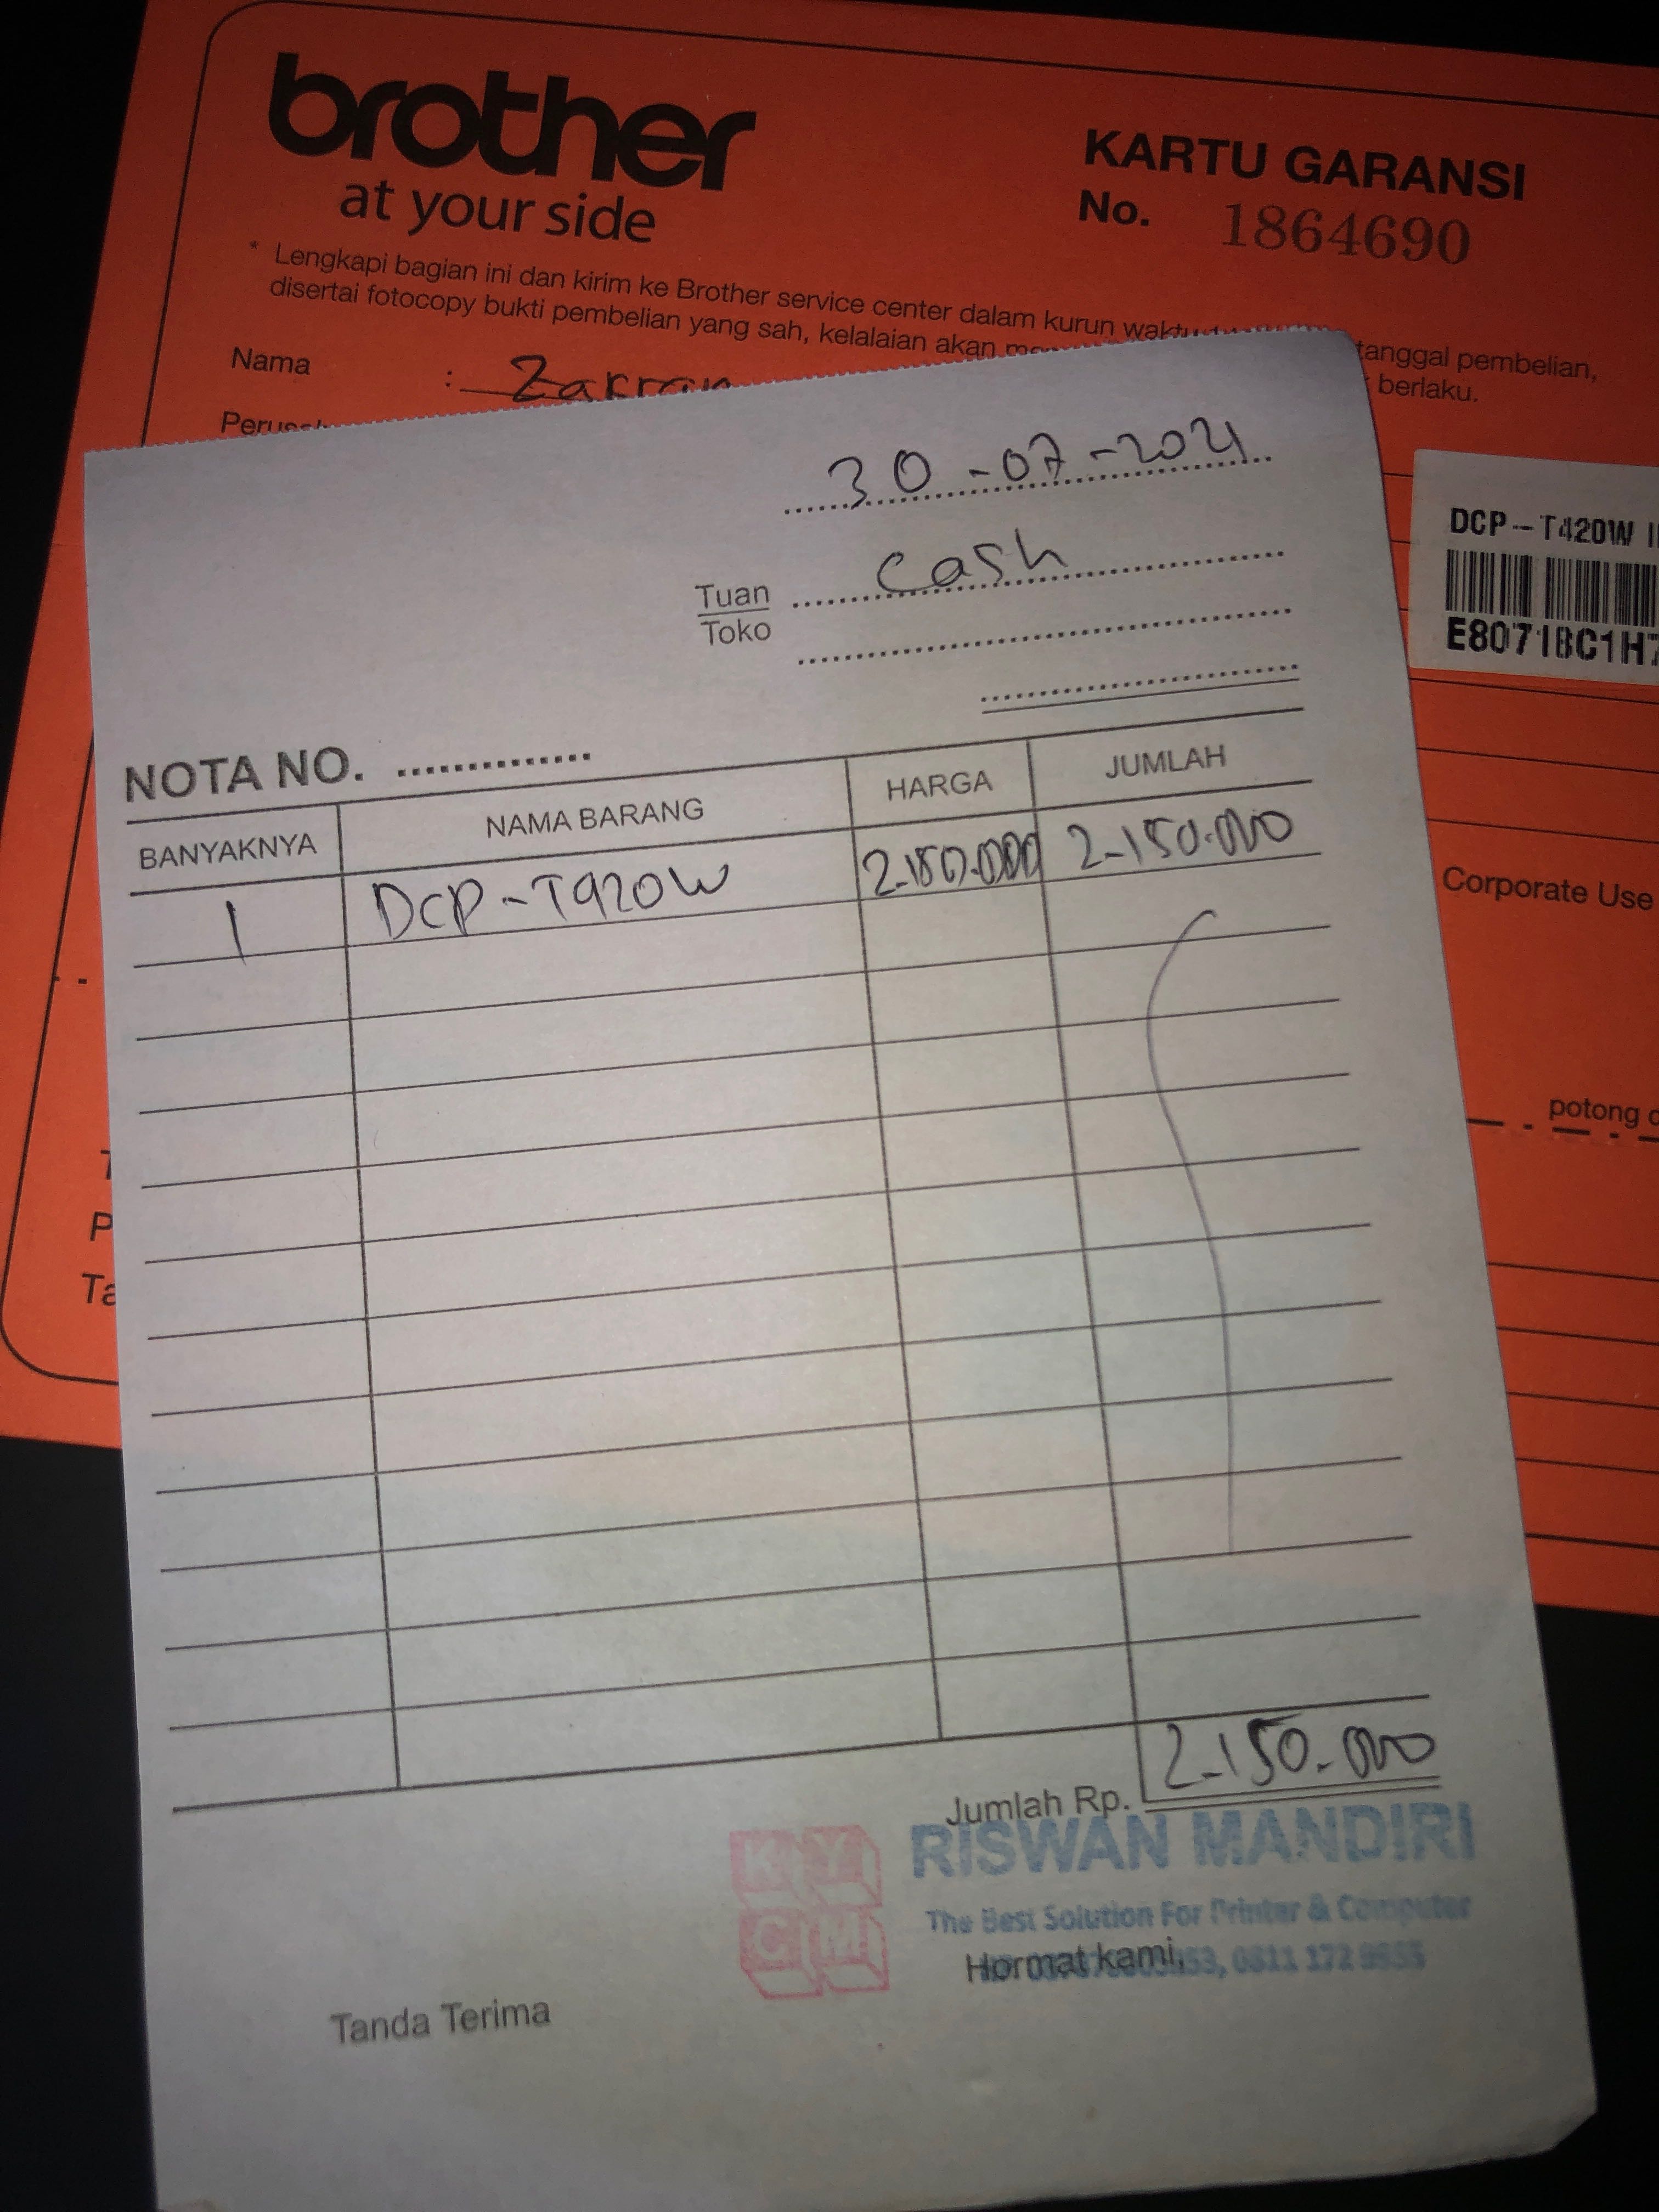 brother
at your side
KARTU GARANSI
No. 1864690
* Lengkapi bagian ini dan kirim ke Brother service center dalam kurun waktu
tanggal pembelian,
disertai fotocopy bukti pembelian yang sah, kelalaian akan
berlaku.
Nama :
DCP-T420W
E80718C1H
Corporate Use
potong
30-07-2021
Tuan Cash
Toko
NOTA NO.
BANYAKNYA NAMA BARANG HARGA JUMLAH
1 DCP-T920W 2.150.000 2.150.000
Jumlah Rp. 2.150.000
KYCM
RISWAN MANDIRI
The Best Solution For Printer & Computer
Hormat kami,
Tanda Terima